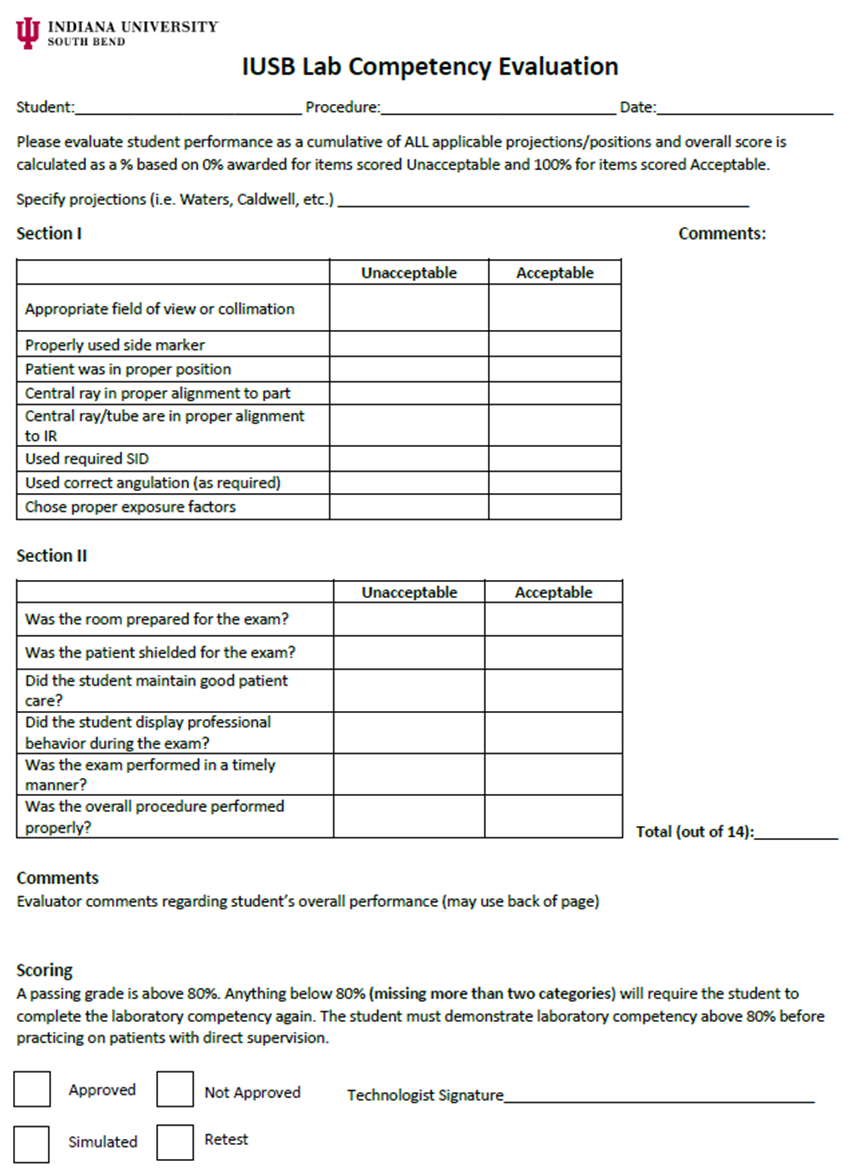 INDIANA UNIVERSITY
SOUTH BEND
IUSB Lab Competency Evaluation
Student:____________________________ Procedure:_____________________________ Date:______________________
Please evaluate student performance as a cumulative of ALL applicable projections/positions and overall score is
calculated as a % based on 0% awarded for items scored Unacceptable and 100% for items scored Acceptable.
Specify projections (i.e. Waters, Caldwell, etc.) ___________________________________________________
Section I
Comments:
Unacceptable Acceptable
Appropriate field of view or collimation
Properly used side marker
Patient was in proper position
Central ray in proper alignment to part
Central ray/tube are in proper alignment
to IR
Used required SID
Used correct angulation (as required)
Chose proper exposure factors
Section II
Unacceptable Acceptable
Was the room prepared for the exam?
Was the patient shielded for the exam?
Did the student maintain good patient
care?
Did the student display professional
behavior during the exam?
Was the exam performed in a timely
manner?
Was the overall procedure performed
properly?
Total (out of 14):__________
Comments
Evaluator comments regarding student's overall performance (may use back of page)
Scoring
A passing grade is above 80%. Anything below 80% (missing more than two categories) will require the student to
complete the laboratory competency again. The student must demonstrate laboratory competency above 80% before
practicing on patients with direct supervision.
Approved Not Approved Technologist Signature______________________________________
Simulated Retest